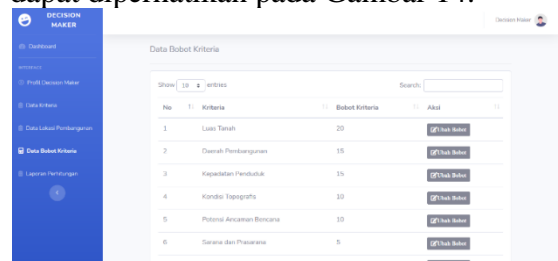 dapat diperhatikan pada Gambar 14.
DECISION
MAKER
Decision Maker
Dashboard
Data Bobot Kriteria
INTERFACE
Profil Decision Maker
Show 10 entries
Search:
Data Kriteria
No Kriteria Bobot Kriteria Aksi
Data Lokasi Pembangunan
1 Luas Tanah 20 Ubah Bobot
Data Bobot Kriteria
2 Daerah Pembangunan 15 Ubah Bobot
Laporan Perhitungan
3 Kepadatan Penduduk 15 Ubah Bobot
4 Kondisi Topografis 10 Ubah Bobot
5 Potensi Ancaman Bencana 10 Ubah Bobot
6 Sarana dan Prasarana 5 Ubah Bobot